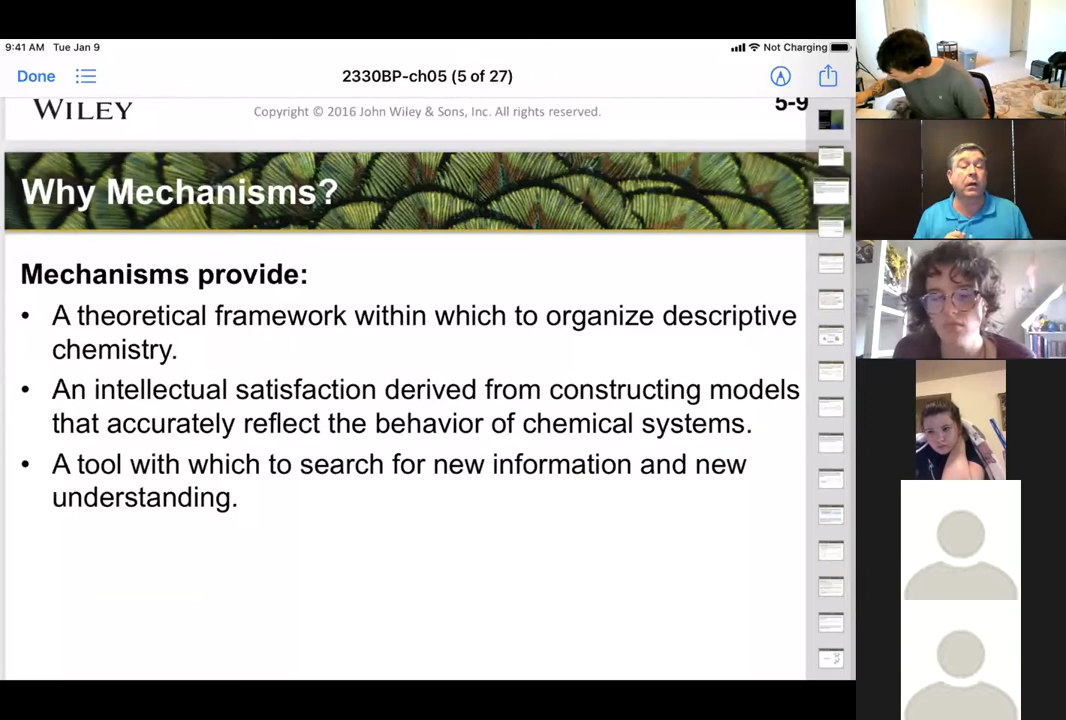 9:41 AM Tue Jan 9
Not Charging
Done
2330BP-ch05 (5 of 27)
WILEY
Copyright © 2016 John Wiley & Sons, Inc. All rights reserved.
5-9
Why Mechanisms?
Mechanisms provide:
• A theoretical framework within which to organize descriptive
chemistry.
• An intellectual satisfaction derived from constructing models
that accurately reflect the behavior of chemical systems.
• A tool with which to search for new information and new
understanding.